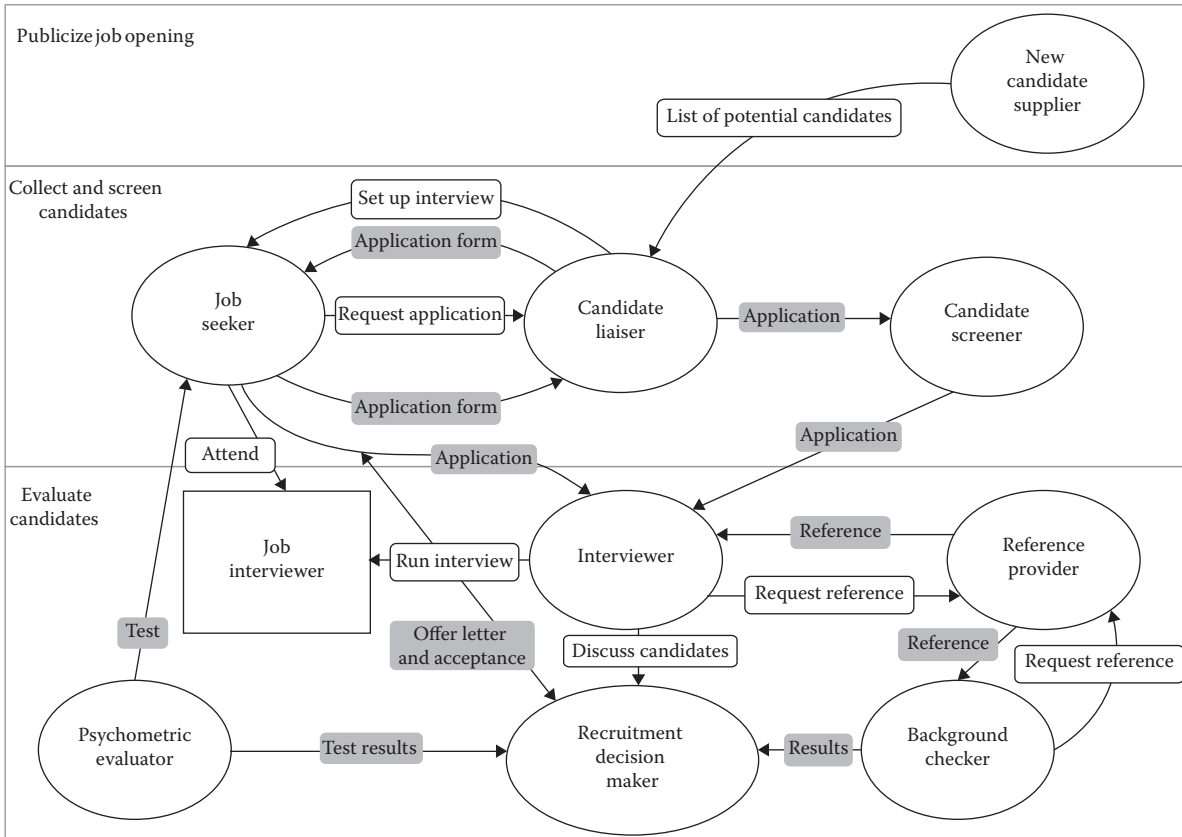 Publicize job opening
New
candidate
supplier
List of potential candidates
Collect and screen
candidates
Set up interview
Application form
Job
seeker
Request application
Candidate
liaiser
Application
Candidate
screener
Application form
Attend
Application
Application
Evaluate
candidates
Job
interviewer
Run interview
Interviewer
Reference
Reference
provider
Request reference
Test
Offer letter
and acceptance
Discuss candidates
Reference
Request reference
Psychometric
evaluator
Test results
Recruitment
decision
maker
Results
Background
checker